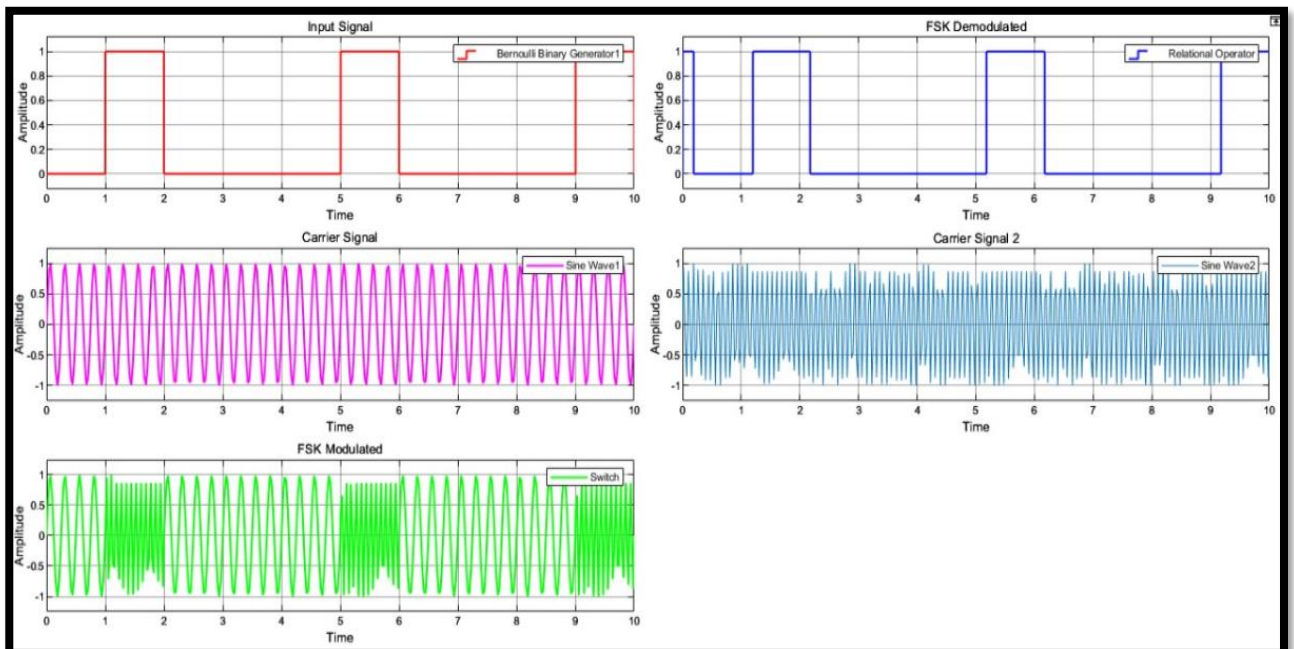 Input Signal
Bernoulli Binary Generator1
Amplitude
1
0.8
0.6
0.4
0.2
0
0 1 2 3 4 5 6 7 8 9 10
Time
FSK Demodulated
Relational Operator
Amplitude
1
0.8
0.6
0.4
0.2
0
0 1 2 3 4 5 6 7 8 9 10
Time
Carrier Signal
Sine Wave1
Amplitude
1
0.5
0
-0.5
-1
0 1 2 3 4 5 6 7 8 9 10
Time
Carrier Signal 2
Sine Wave2
Amplitude
1
0.5
0
-0.5
-1
0 1 2 3 4 5 6 7 8 9 10
Time
FSK Modulated
Switch
Amplitude
1
0.5
0
-0.5
-1
0 1 2 3 4 5 6 7 8 9 10
Time